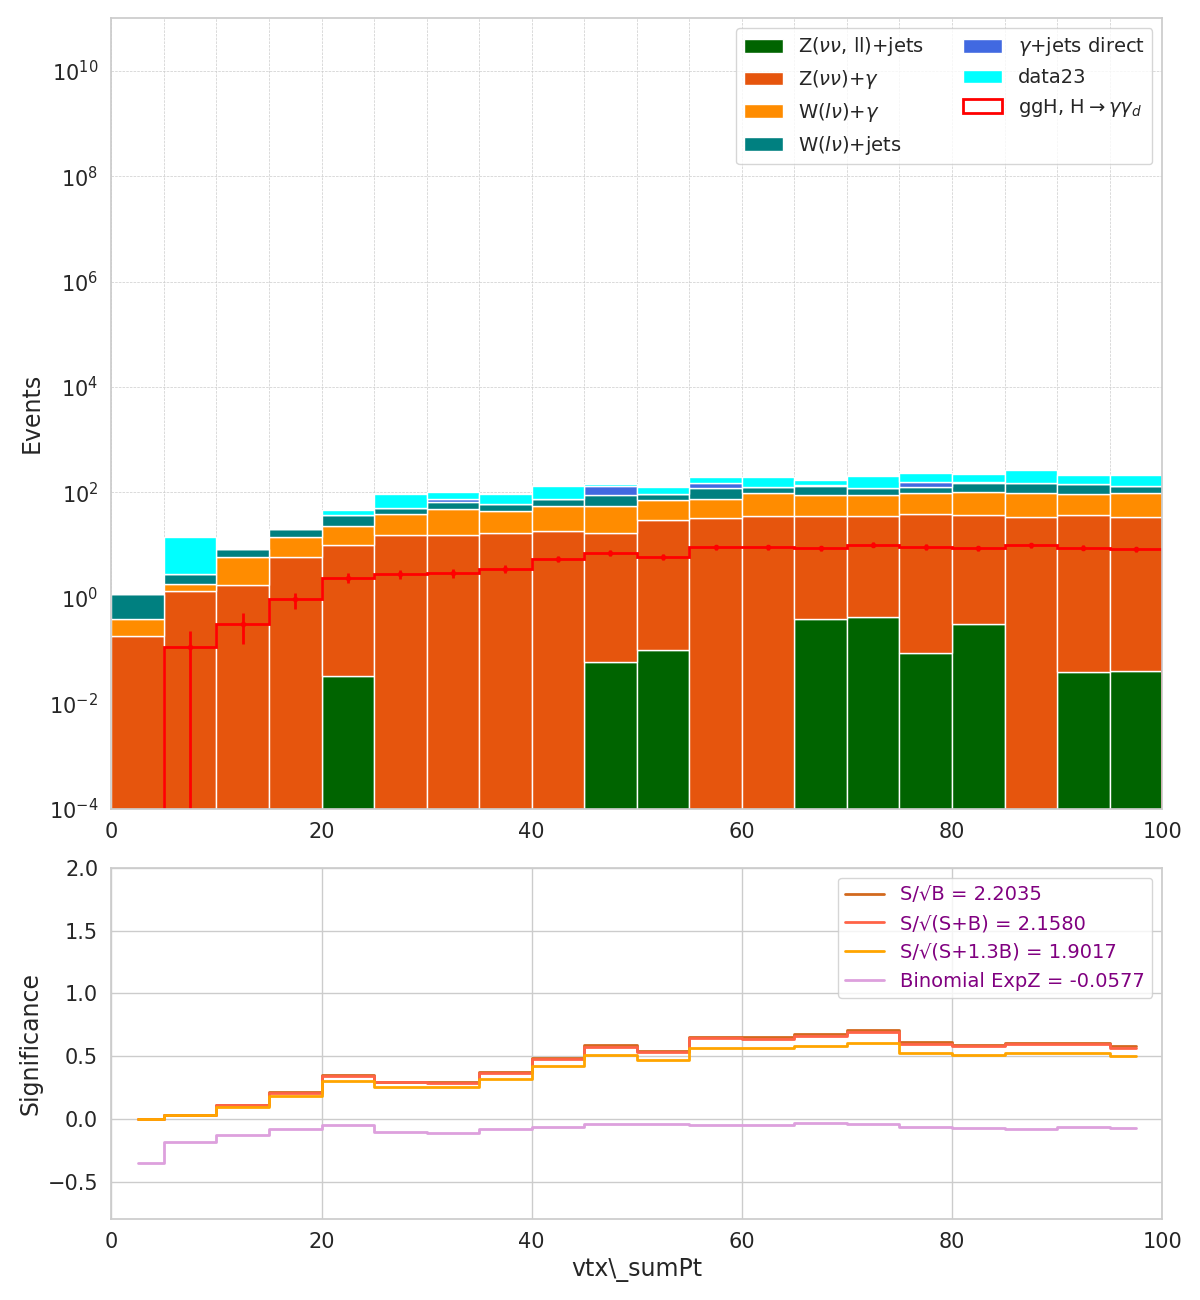 Z(νν, ll)+jets
Z(νν)+γ
W(lν)+γ
W(lν)+jets
γ+jets direct
data23
ggH, H→γγ_d
Events
10^10
10^8
10^6
10^4
10^2
10^0
10^−2
10^−4
0 20 40 60 80 100
S/√B = 2.2035
S/√(S+B) = 2.1580
S/√(S+1.3B) = 1.9017
Binomial ExpZ = -0.0577
Significance
2.0
1.5
1.0
0.5
0.0
−0.5
0 20 40 60 80 100
vtx\_sumPt